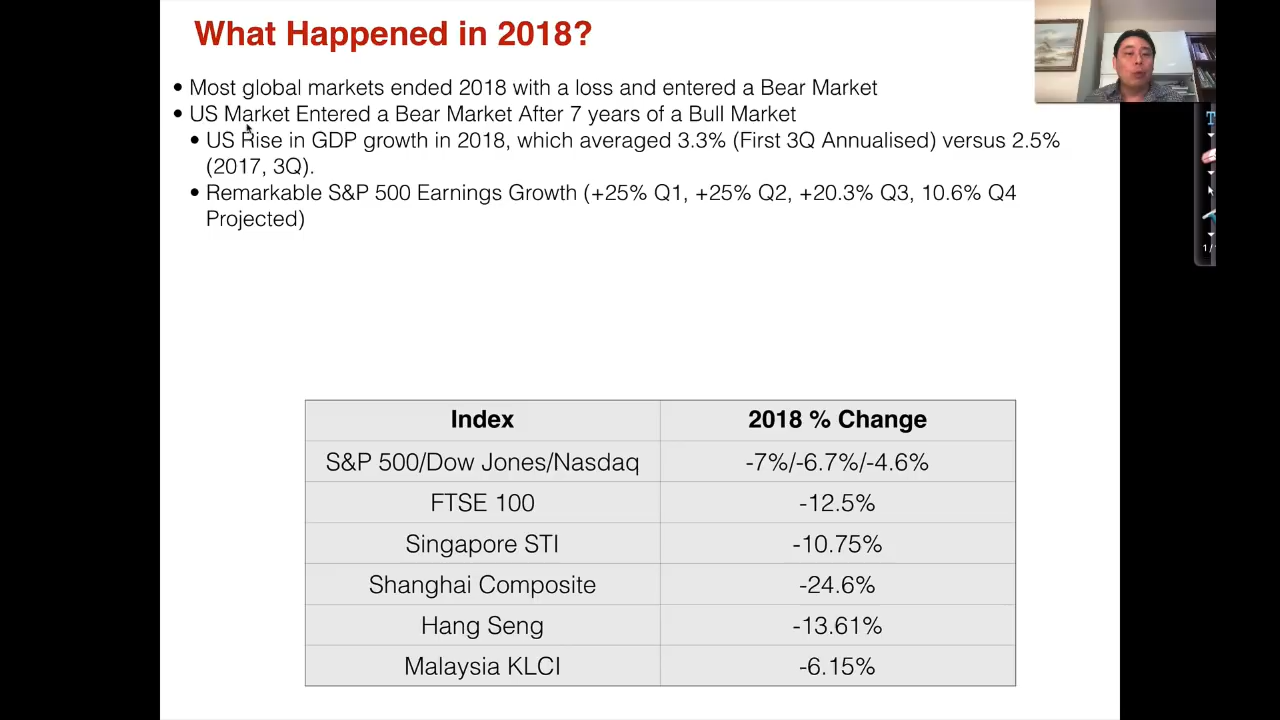 What Happened in 2018?
• Most global markets ended 2018 with a loss and entered a Bear Market
• US Market Entered a Bear Market After 7 years of a Bull Market
• US Rise in GDP growth in 2018, which averaged 3.3% (First 3Q Annualised) versus 2.5%
(2017, 3Q).
• Remarkable S&P 500 Earnings Growth (+25% Q1, +25% Q2, +20.3% Q3, 10.6% Q4
Projected)
1/
Index 2018 % Change
S&P 500/Dow Jones/Nasdaq -7%/-6.7%/-4.6%
FTSE 100 -12.5%
Singapore STI -10.75%
Shanghai Composite -24.6%
Hang Seng -13.61%
Malaysia KLCI -6.15%